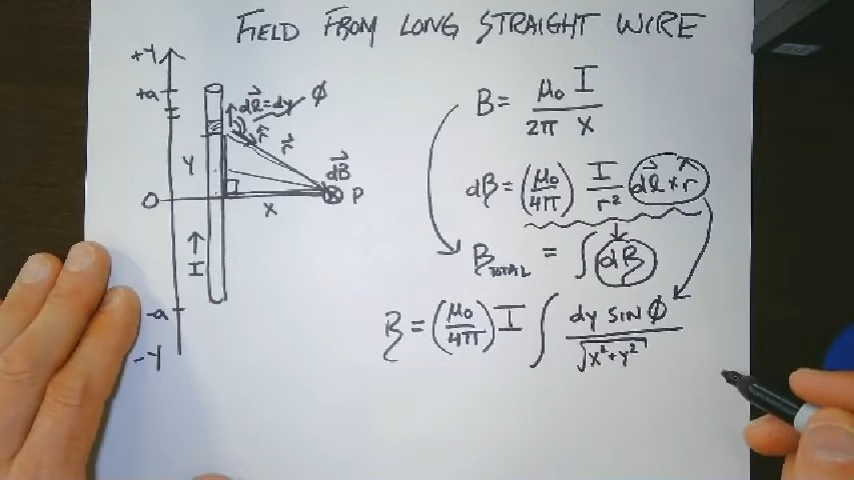 FIELD FROM LONG STRAIGHT WIRE
+Y
+a
dl⃗ = dy
ϕ
r̂
r⃗
Y
dB⃗
P
O
X
I
-a
-Y
B = μ₀ I / 2π X
dB = (μ₀/4π) I/r² dl⃗ × r̂
B TOTAL = ∫ dB
B = (μ₀/4π) I ∫ dy sin ϕ / √x²+y²